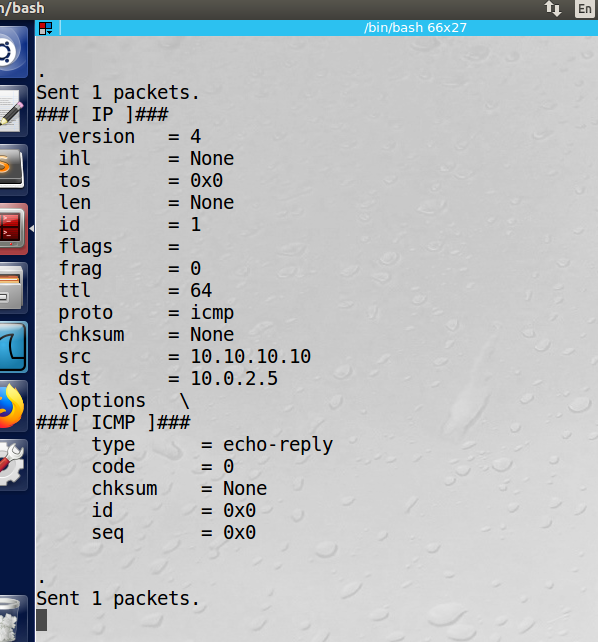 n/bash
En
/bin/bash 66x27
.
Sent 1 packets.
###[ IP ]###
  version   = 4
  ihl       = None
  tos       = 0x0
  len       = None
  id        = 1
  flags     =
  frag      = 0
  ttl       = 64
  proto     = icmp
  chksum    = None
  src       = 10.10.10.10
  dst       = 10.0.2.5
  \options   \
###[ ICMP ]###
     type      = echo-reply
     code      = 0
     chksum    = None
     id        = 0x0
     seq       = 0x0
.
Sent 1 packets.